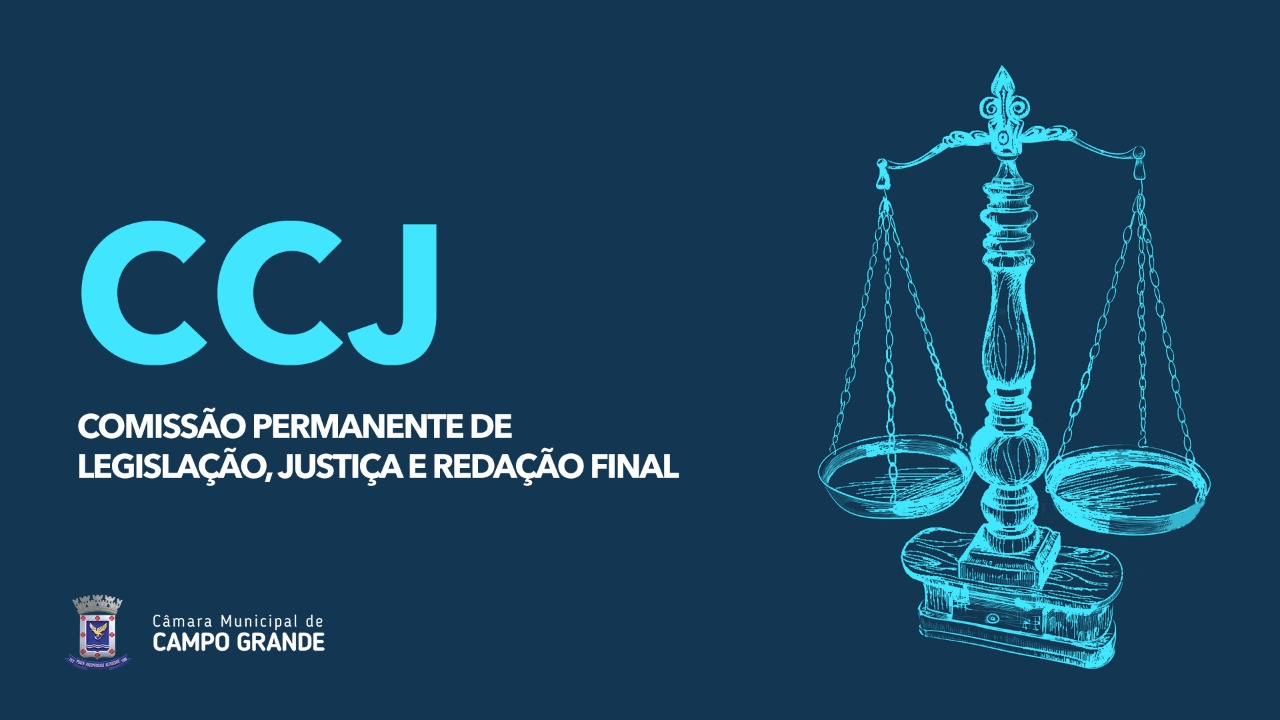 CCJ
COMISSÃO PERMANENTE DE
LEGISLAÇÃO, JUSTIÇA E REDAÇÃO FINAL
Câmara Municipal de
CAMPO GRANDE